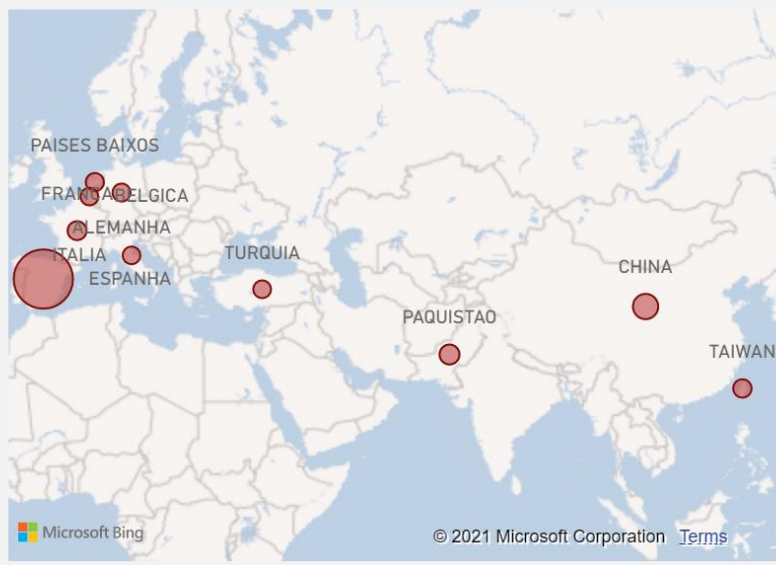 PAISES BAIXOS
FRANCA
BELGICA
ALEMANHA
ITALIA
ESPANHA
TURQUIA
CHINA
PAQUISTAO
TAIWAN
Microsoft Bing
© 2021 Microsoft Corporation Terms